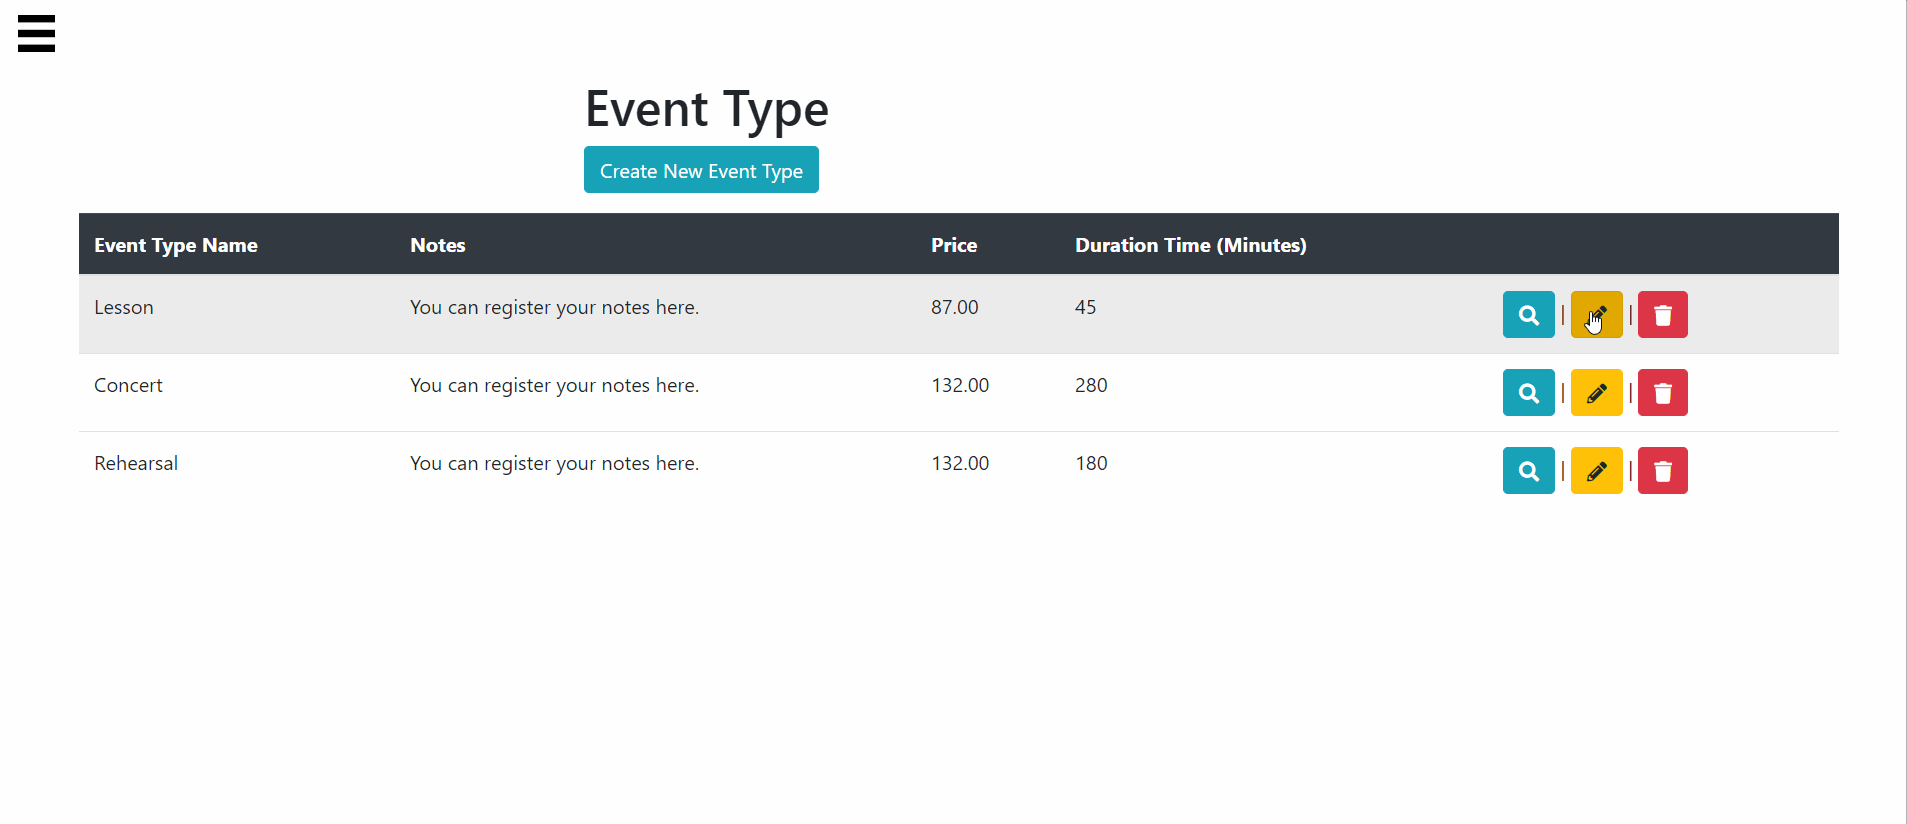 Event Type
Create New Event Type
Event Type Name Notes Price Duration Time (Minutes)
Lesson You can register your notes here. 87.00 45 | |
Concert You can register your notes here. 132.00 280 | |
Rehearsal You can register your notes here. 132.00 180 | |